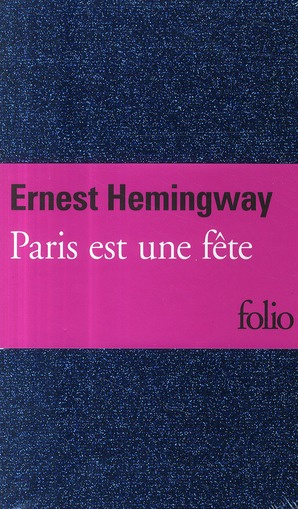 Ernest Hemingway
Paris est une fête
folio